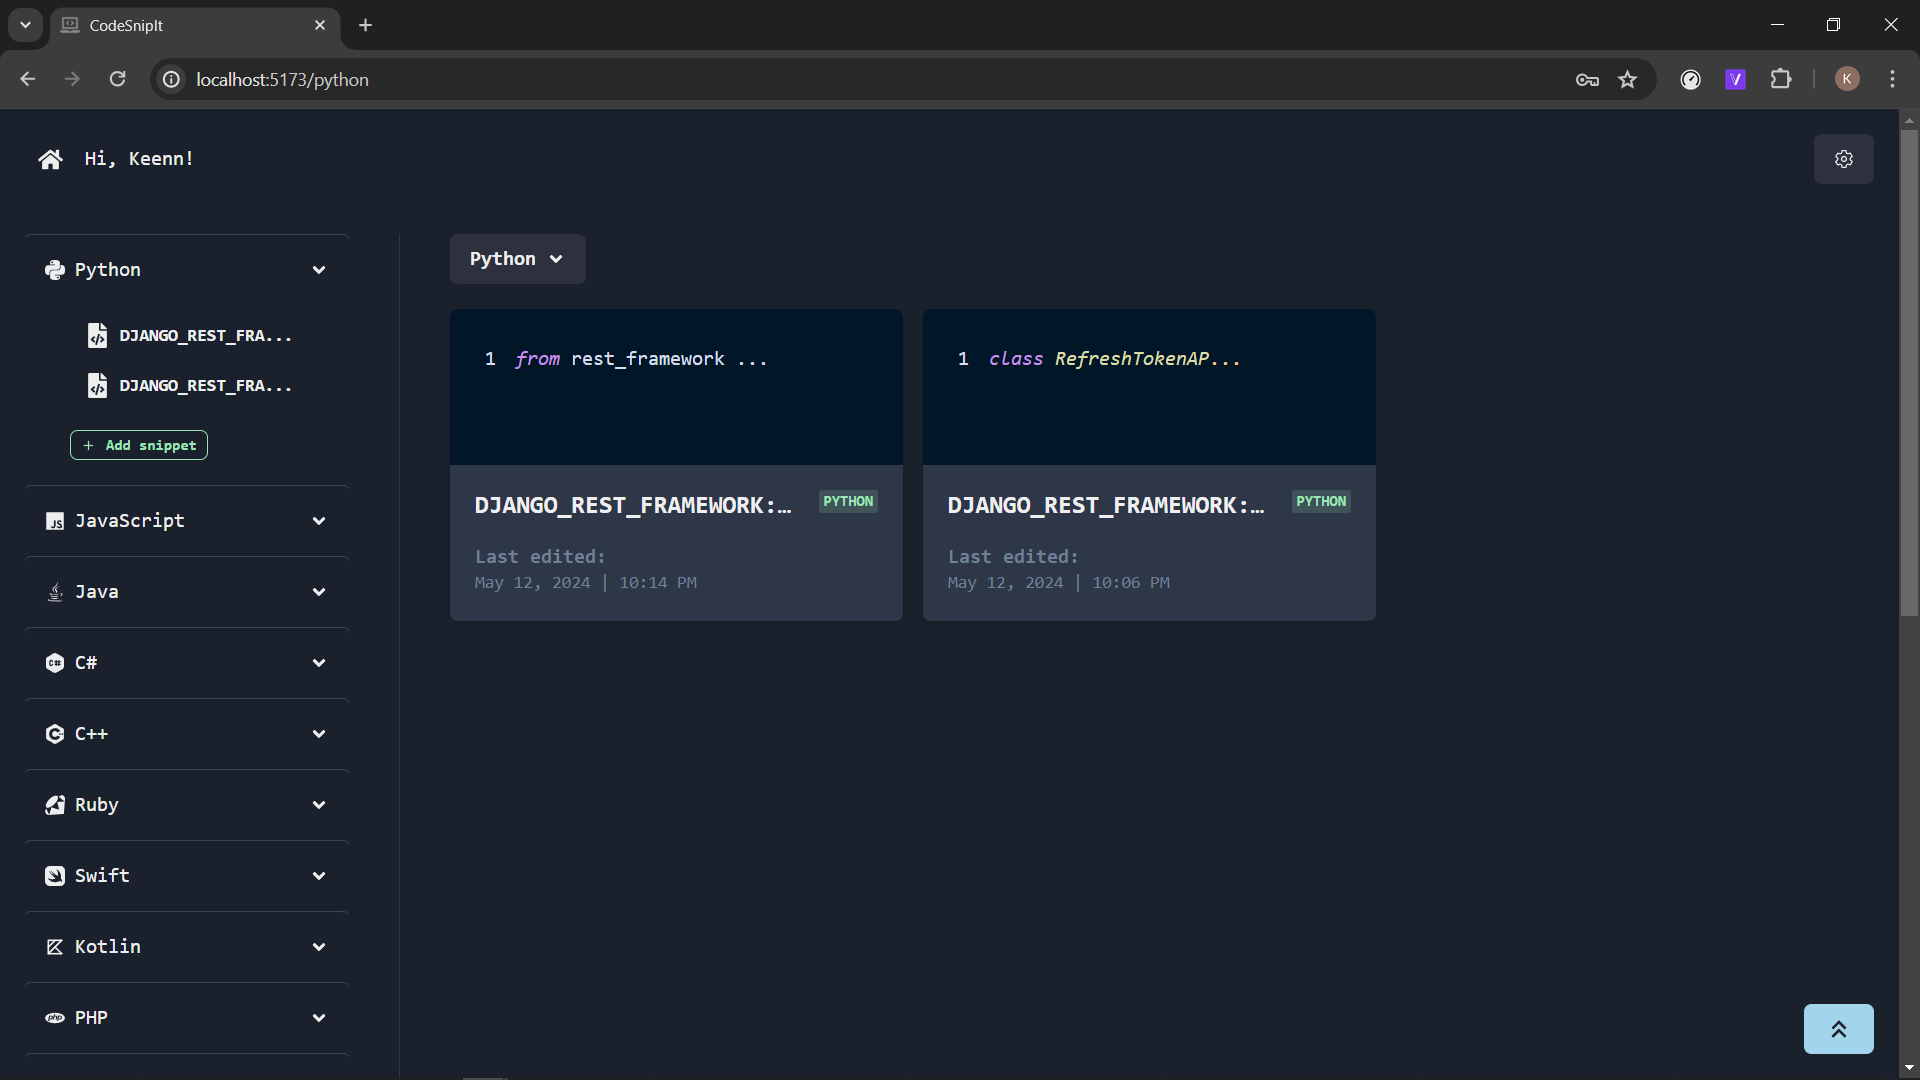 CodeSnipIt
localhost:5173/python
K
Hi, Keenn!
Python
DJANGO_REST_FRA...
DJANGO_REST_FRA...
+ Add snippet
JavaScript
Java
C#
C++
Ruby
Swift
Kotlin
PHP
Python
1 from rest_framework ...
DJANGO_REST_FRAMEWORK:… PYTHON
Last edited:
May 12, 2024 | 10:14 PM
1 class RefreshTokenAP...
DJANGO_REST_FRAMEWORK:… PYTHON
Last edited:
May 12, 2024 | 10:06 PM